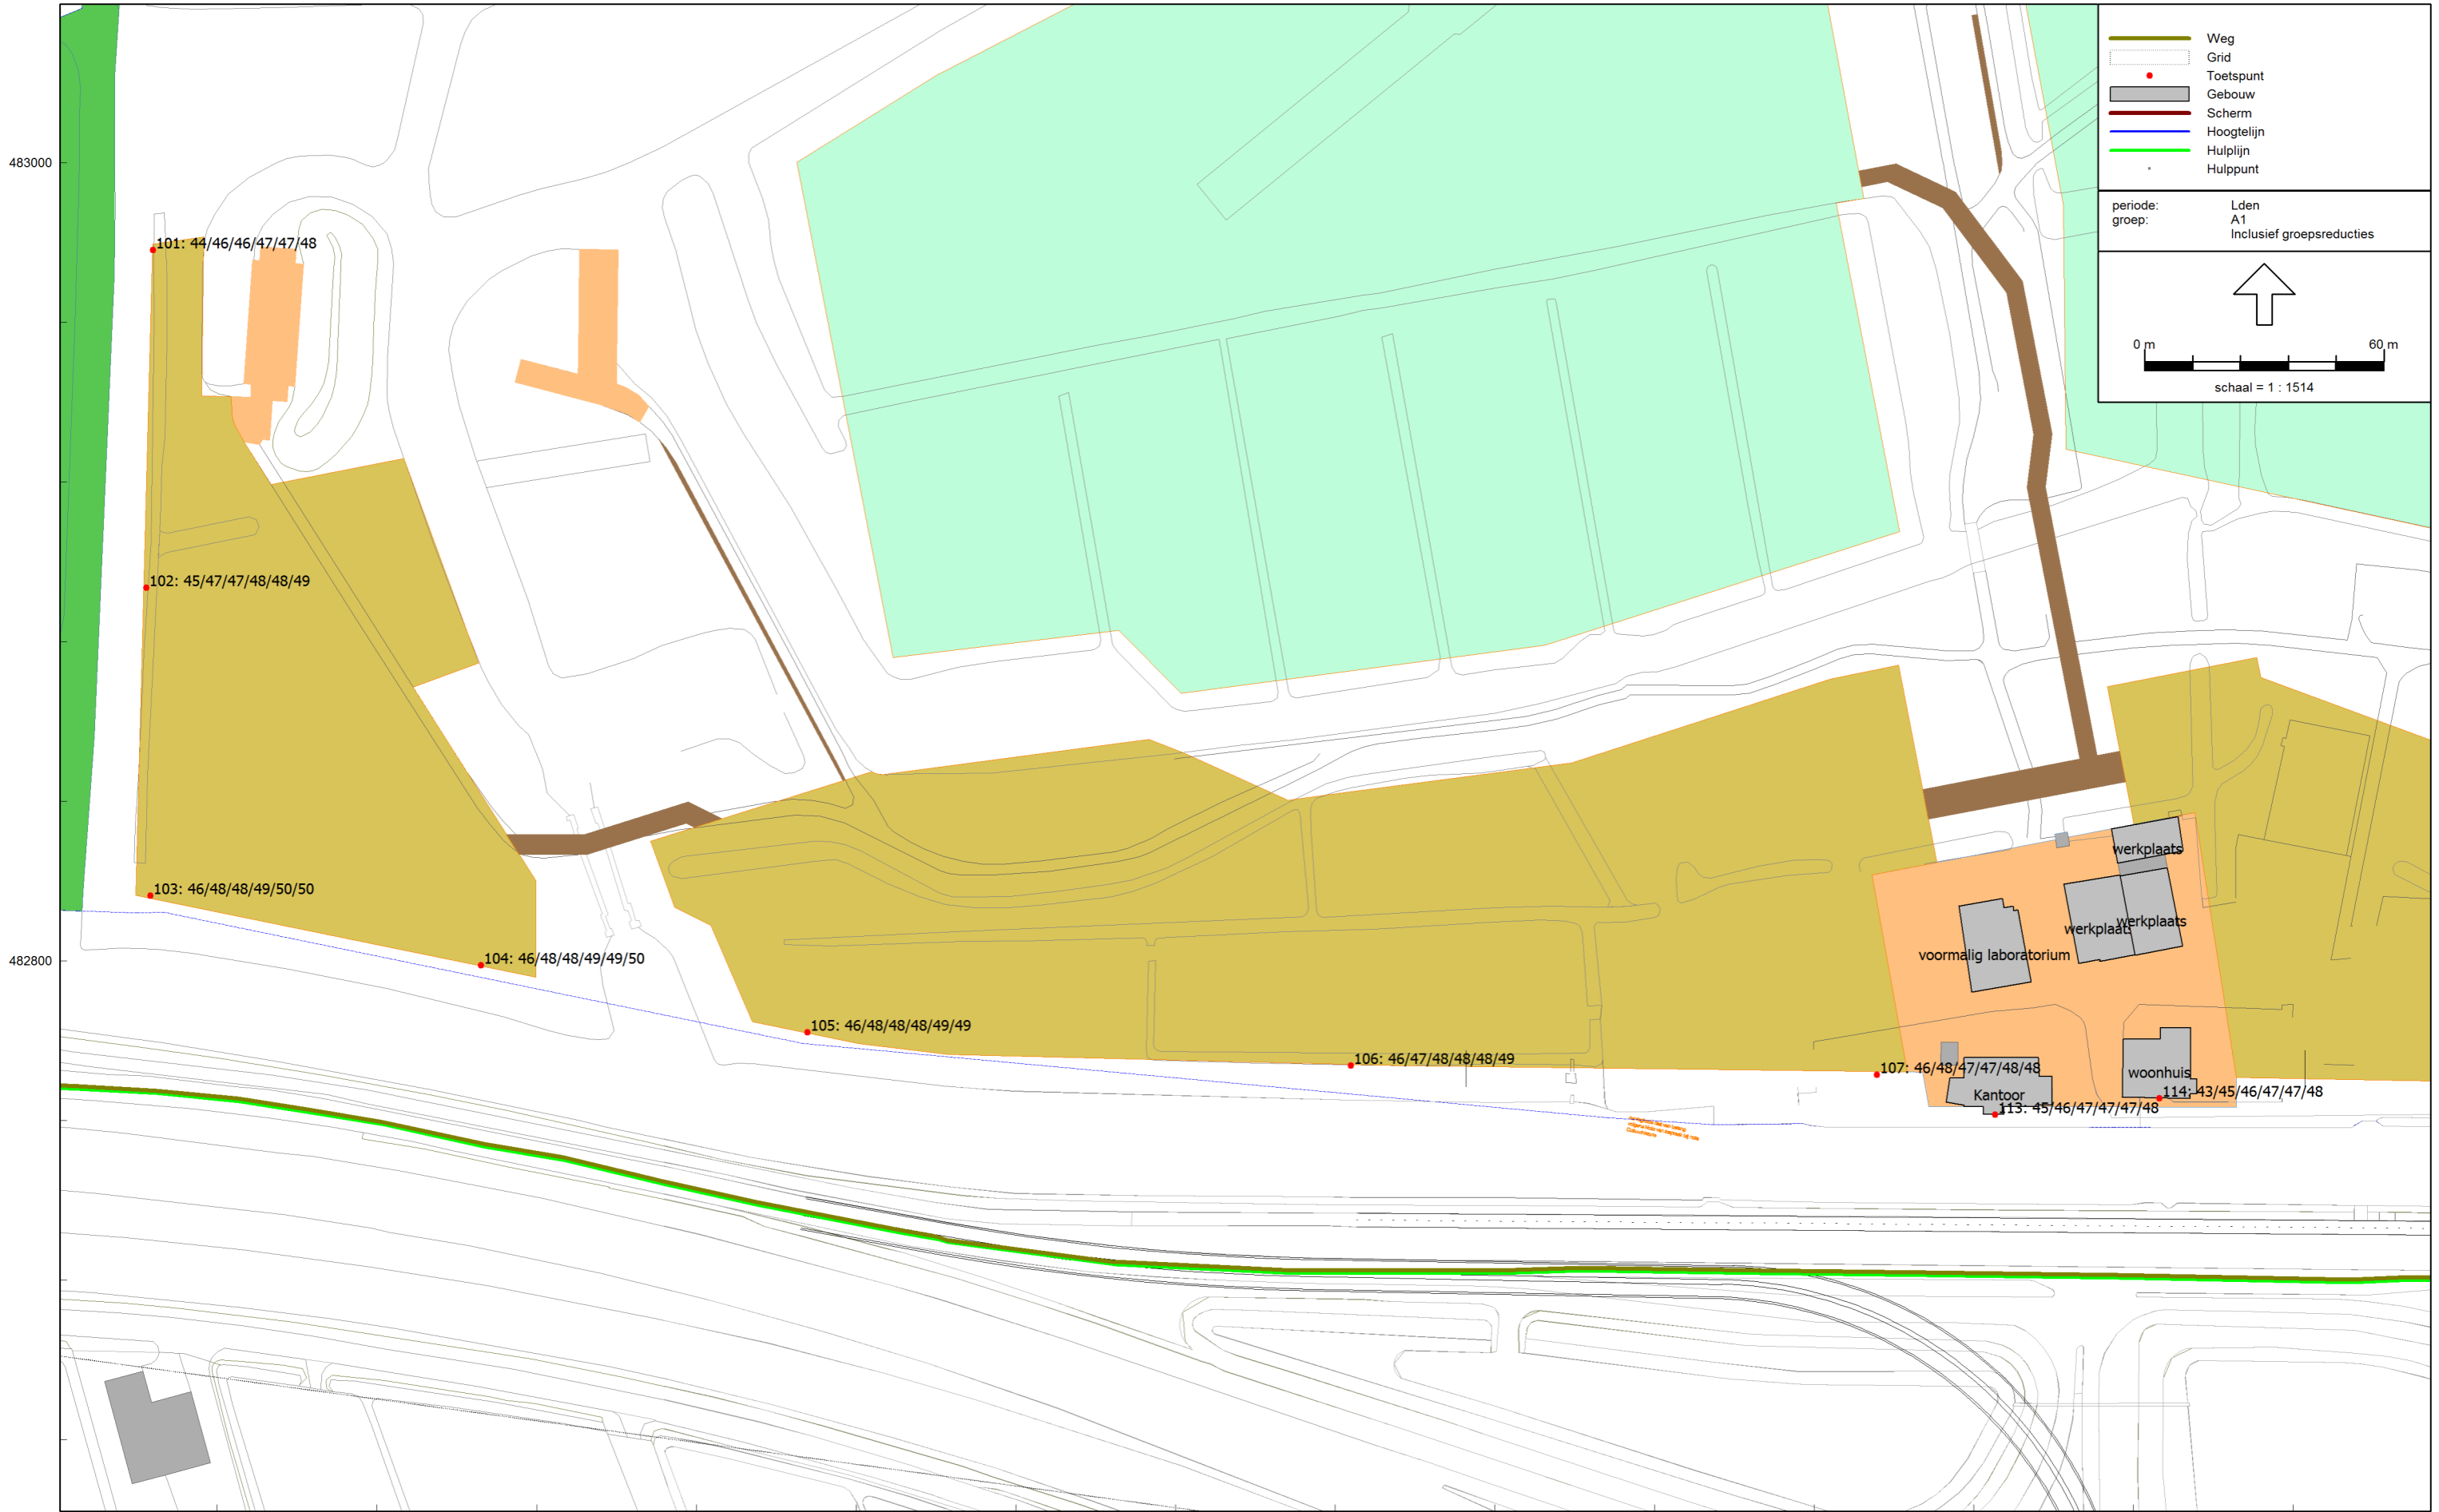 Weg
Grid
Toetspunt
Gebouw
Scherm
Hoogtelijn
Hulplijn
Hulppunt
periode: Lden
groep: A1
Inclusief groepsreducties
0 m 60 m
schaal = 1 : 1514
483000
101: 44/46/46/47/47/48
102: 45/47/47/48/48/49
103: 46/48/48/49/50/50
482800
104: 46/48/48/49/49/50
105: 46/48/48/48/49/49
106: 46/47/48/48/48/49
107: 46/48/47/47/48/48
werkplaats
werkplaats
werkplaats
voormalig laboratorium
woonhuis
Kantoor
114: 43/45/46/47/47/48
113: 45/46/47/47/47/48